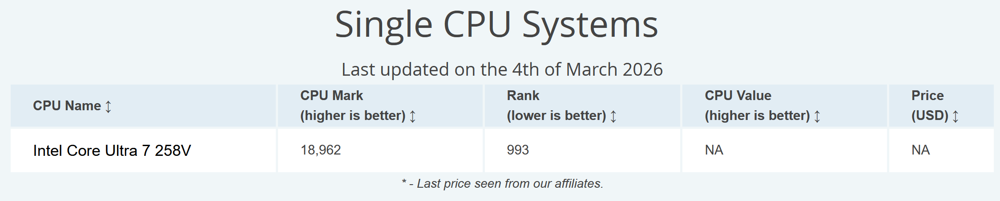 Single CPU Systems
Last updated on the 4th of March 2026
CPU Name ↕
CPU Mark
(higher is better) ↕
Rank
(lower is better) ↕
CPU Value
(higher is better) ↕
Price
(USD) ↕
Intel Core Ultra 7 258V
18,962
993
NA
NA
* - Last price seen from our affiliates.